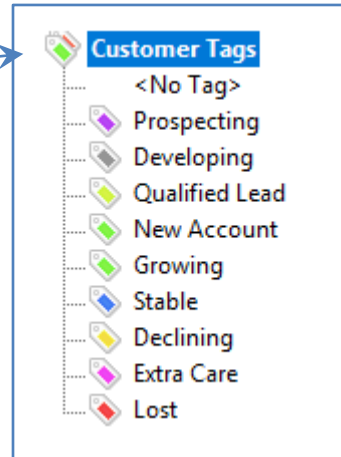 Customer Tags
<No Tag>
Prospecting
Developing
Qualified Lead
New Account
Growing
Stable
Declining
Extra Care
Lost